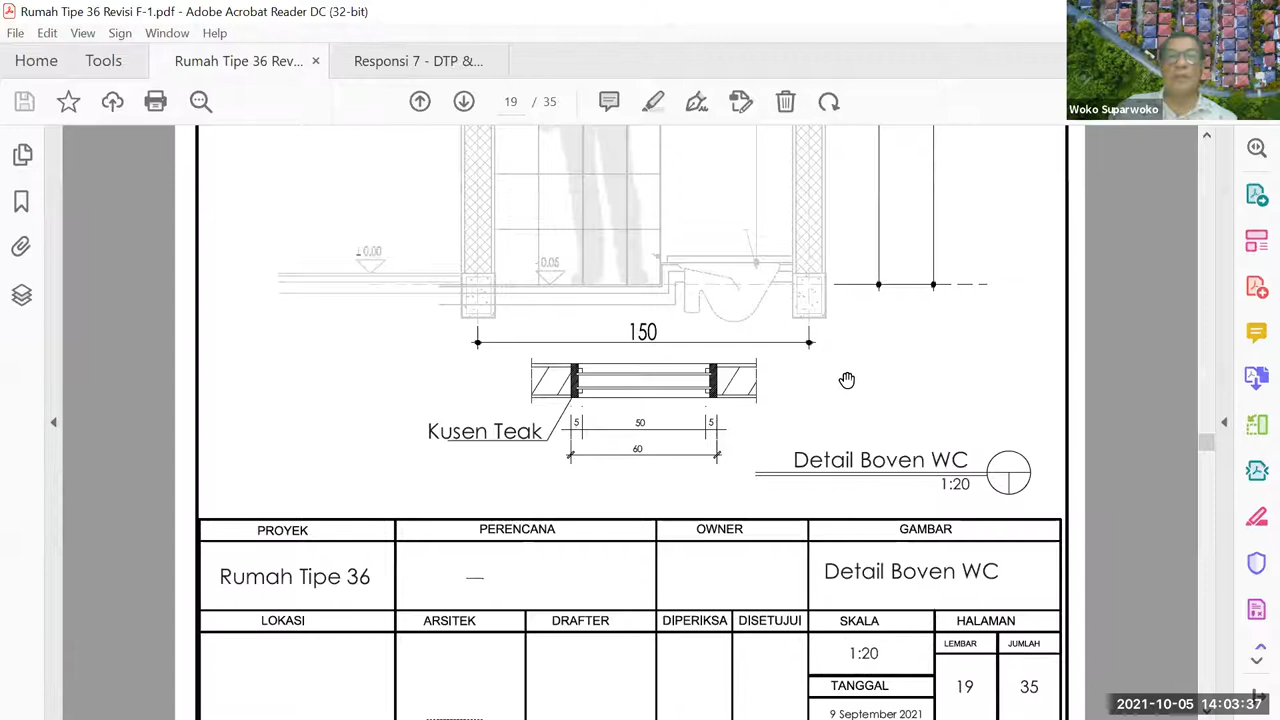 Rumah Tipe 36 Revisi F-1.pdf - Adobe Acrobat Reader DC (32-bit)
File Edit View Sign Window Help
Home Tools Rumah Tipe 36 Rev... × Responsi 7 - DTP &...
19 / 35
Woko Suparwoko
± 0.00
- 0.05
150
Kusen Teak
5 50 5
60
Detail Boven WC
1:20
PROYEK PERENCANA OWNER GAMBAR
Rumah Tipe 36 — Detail Boven WC
LOKASI ARSITEK DRAFTER DIPERIKSA DISETUJUI SKALA HALAMAN
LEMBAR JUMLAH
1:20
19 35
TANGGAL
9 September 2021
2021-10-05 14:03:37